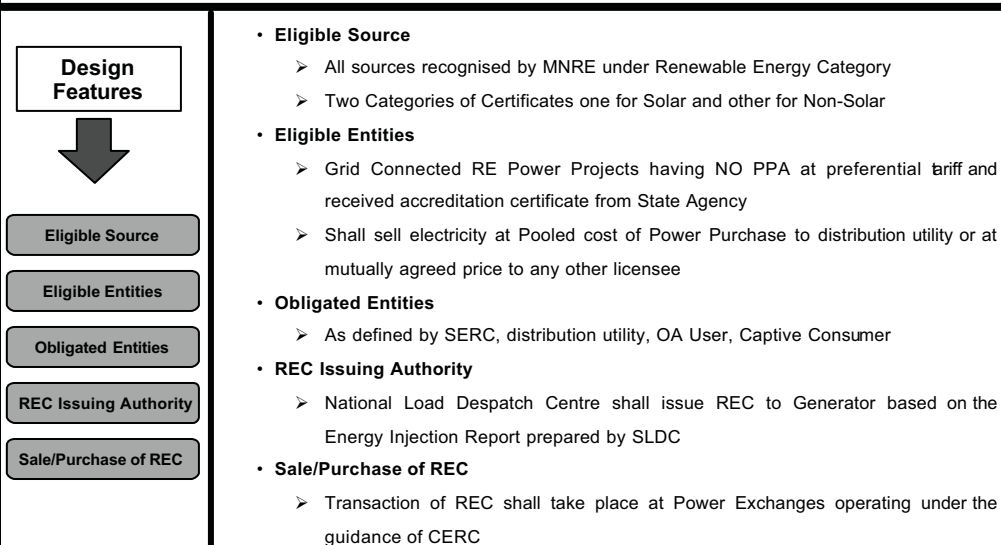 Design
Features
Eligible Source
Eligible Entities
Obligated Entities
REC Issuing Authority
Sale/Purchase of REC
• Eligible Source
➢ All sources recognised by MNRE under Renewable Energy Category
➢ Two Categories of Certificates one for Solar and other for Non-Solar
• Eligible Entities
➢ Grid Connected RE Power Projects having NO PPA at preferential tariff and
received accreditation certificate from State Agency
➢ Shall sell electricity at Pooled cost of Power Purchase to distribution utility or at
mutually agreed price to any other licensee
• Obligated Entities
➢ As defined by SERC, distribution utility, OA User, Captive Consumer
• REC Issuing Authority
➢ National Load Despatch Centre shall issue REC to Generator based on the
Energy Injection Report prepared by SLDC
• Sale/Purchase of REC
➢ Transaction of REC shall take place at Power Exchanges operating under the
guidance of CERC